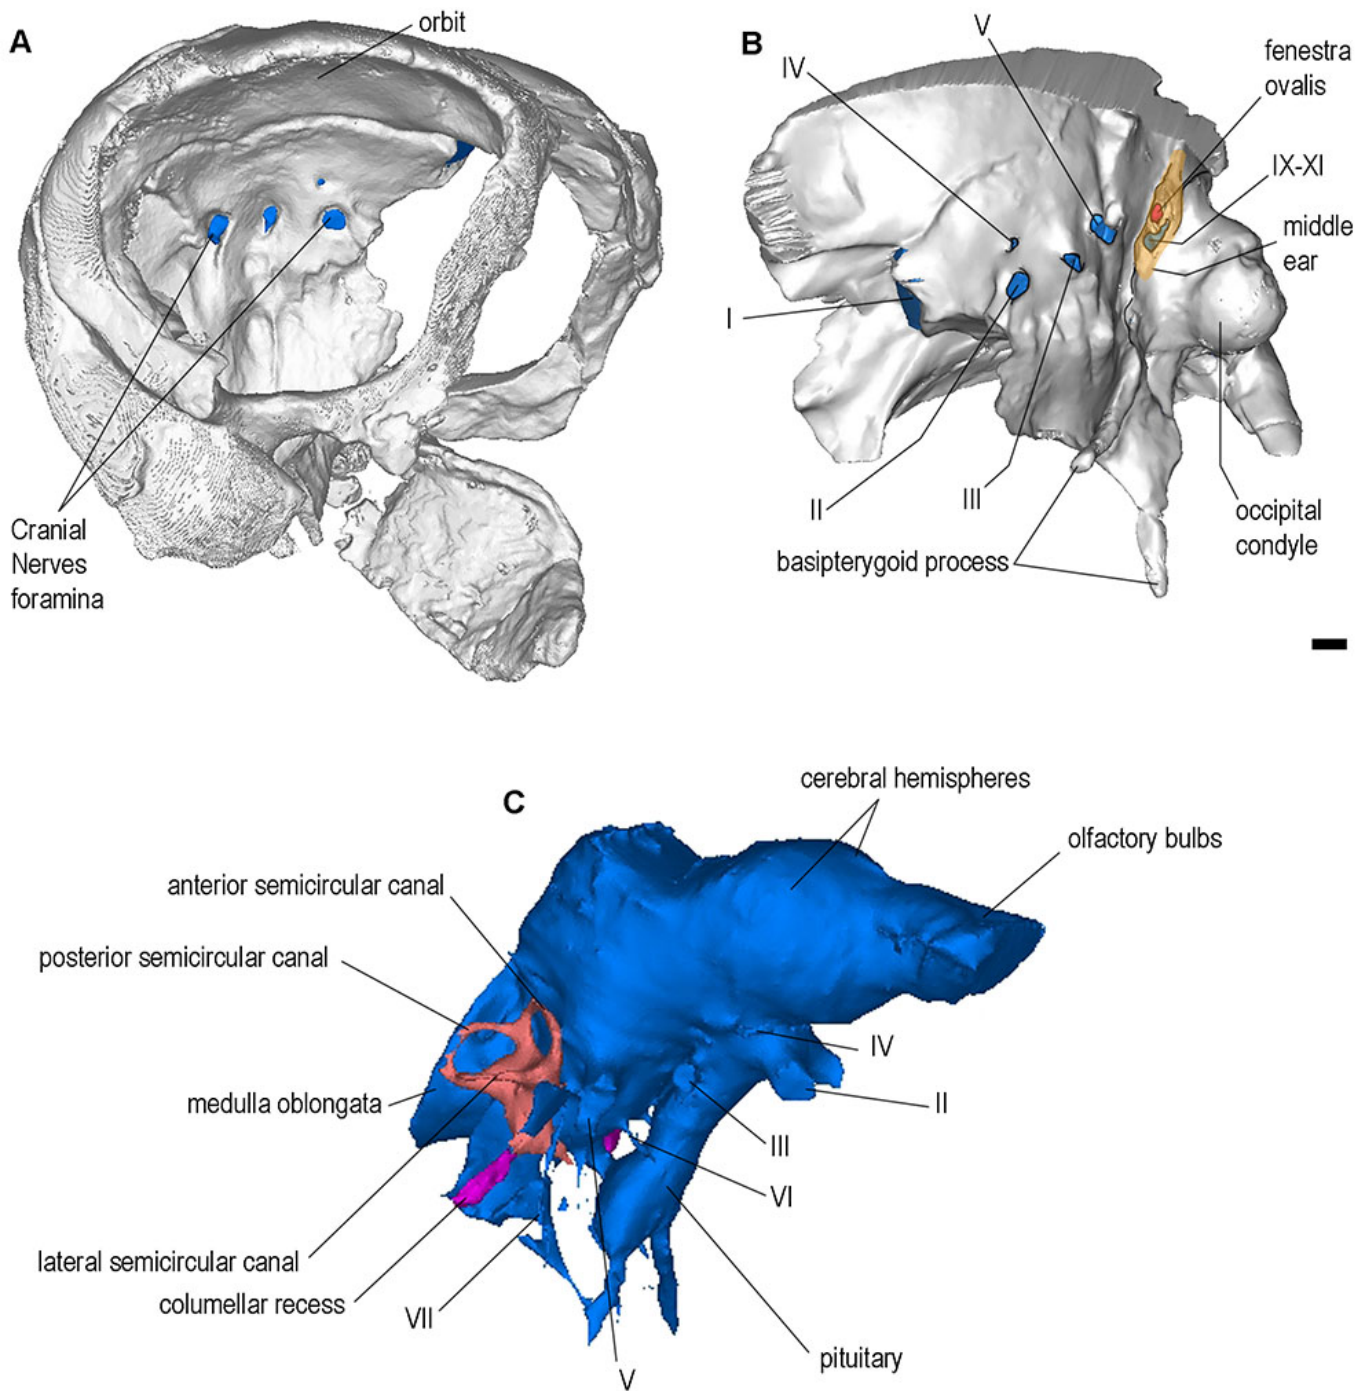 A
orbit
Cranial
Nerves
foramina
B
V
IV
fenestra
ovalis
IX-XI
middle
ear
I
II
III
basipterygoid process
occipital
condyle
C
cerebral hemispheres
olfactory bulbs
anterior semicircular canal
posterior semicircular canal
medulla oblongata
IV
II
III
VI
lateral semicircular canal
columellar recess
VII
V
pituitary